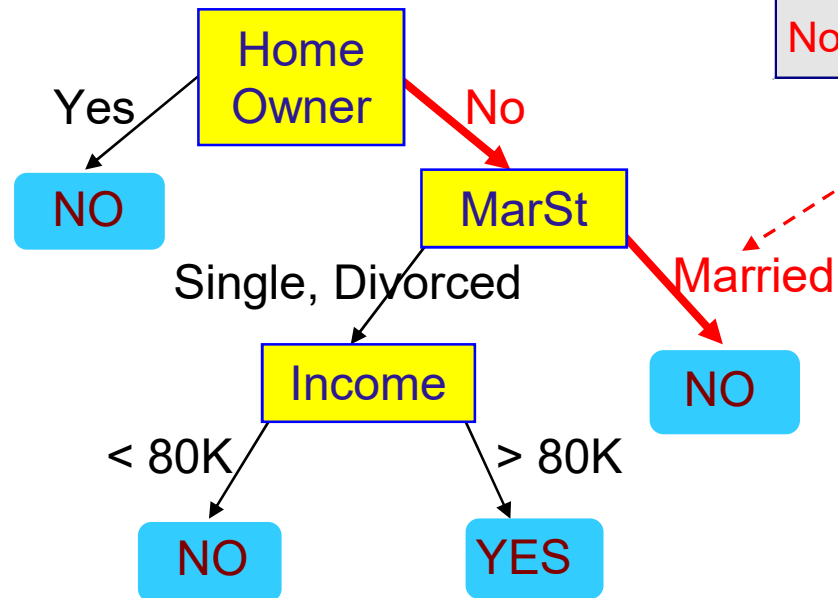 Home
Owner
No
Yes
No
NO
MarSt
Single, Divorced
Married
Income
NO
< 80K
> 80K
NO
YES